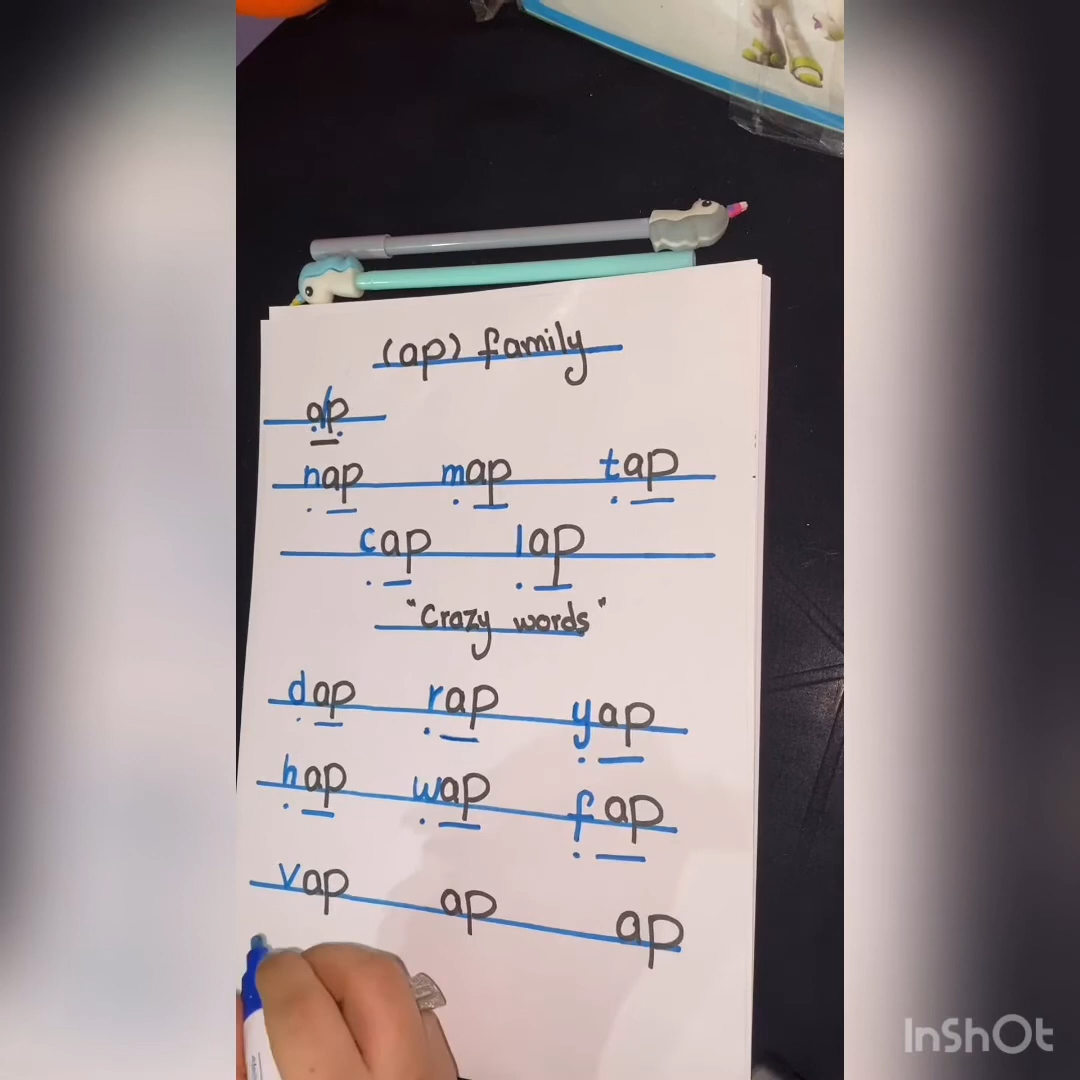 (ap) family
ap
nap map tap
cap lap
"Crazy words"
dap rap yap
hap wap fap
vap ap ap
InShOt